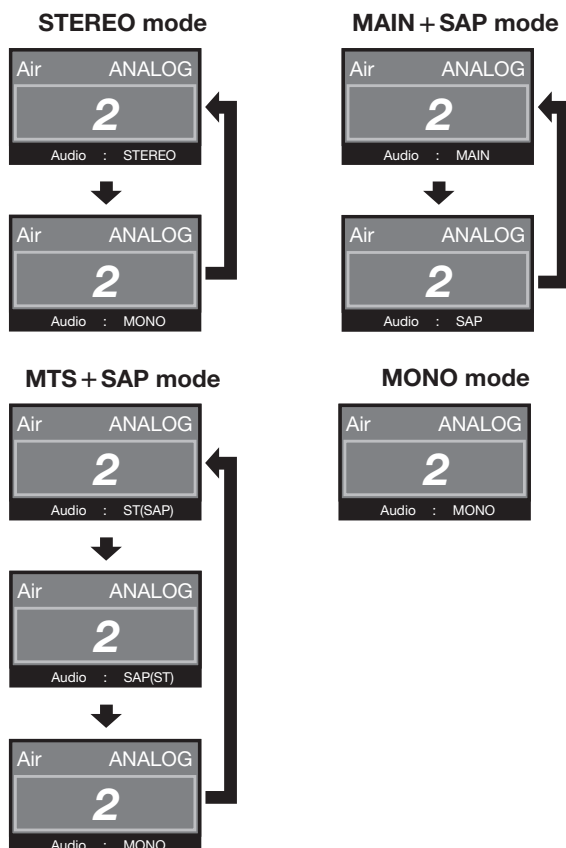 STEREO mode
Air ANALOG
2
Audio : STEREO
Air ANALOG
2
Audio : MONO
MAIN+SAP mode
Air ANALOG
2
Audio : MAIN
Air ANALOG
2
Audio : SAP
MTS+SAP mode
Air ANALOG
2
Audio : ST(SAP)
Air ANALOG
2
Audio : SAP(ST)
Air ANALOG
2
Audio : MONO
MONO mode
Air ANALOG
2
Audio : MONO